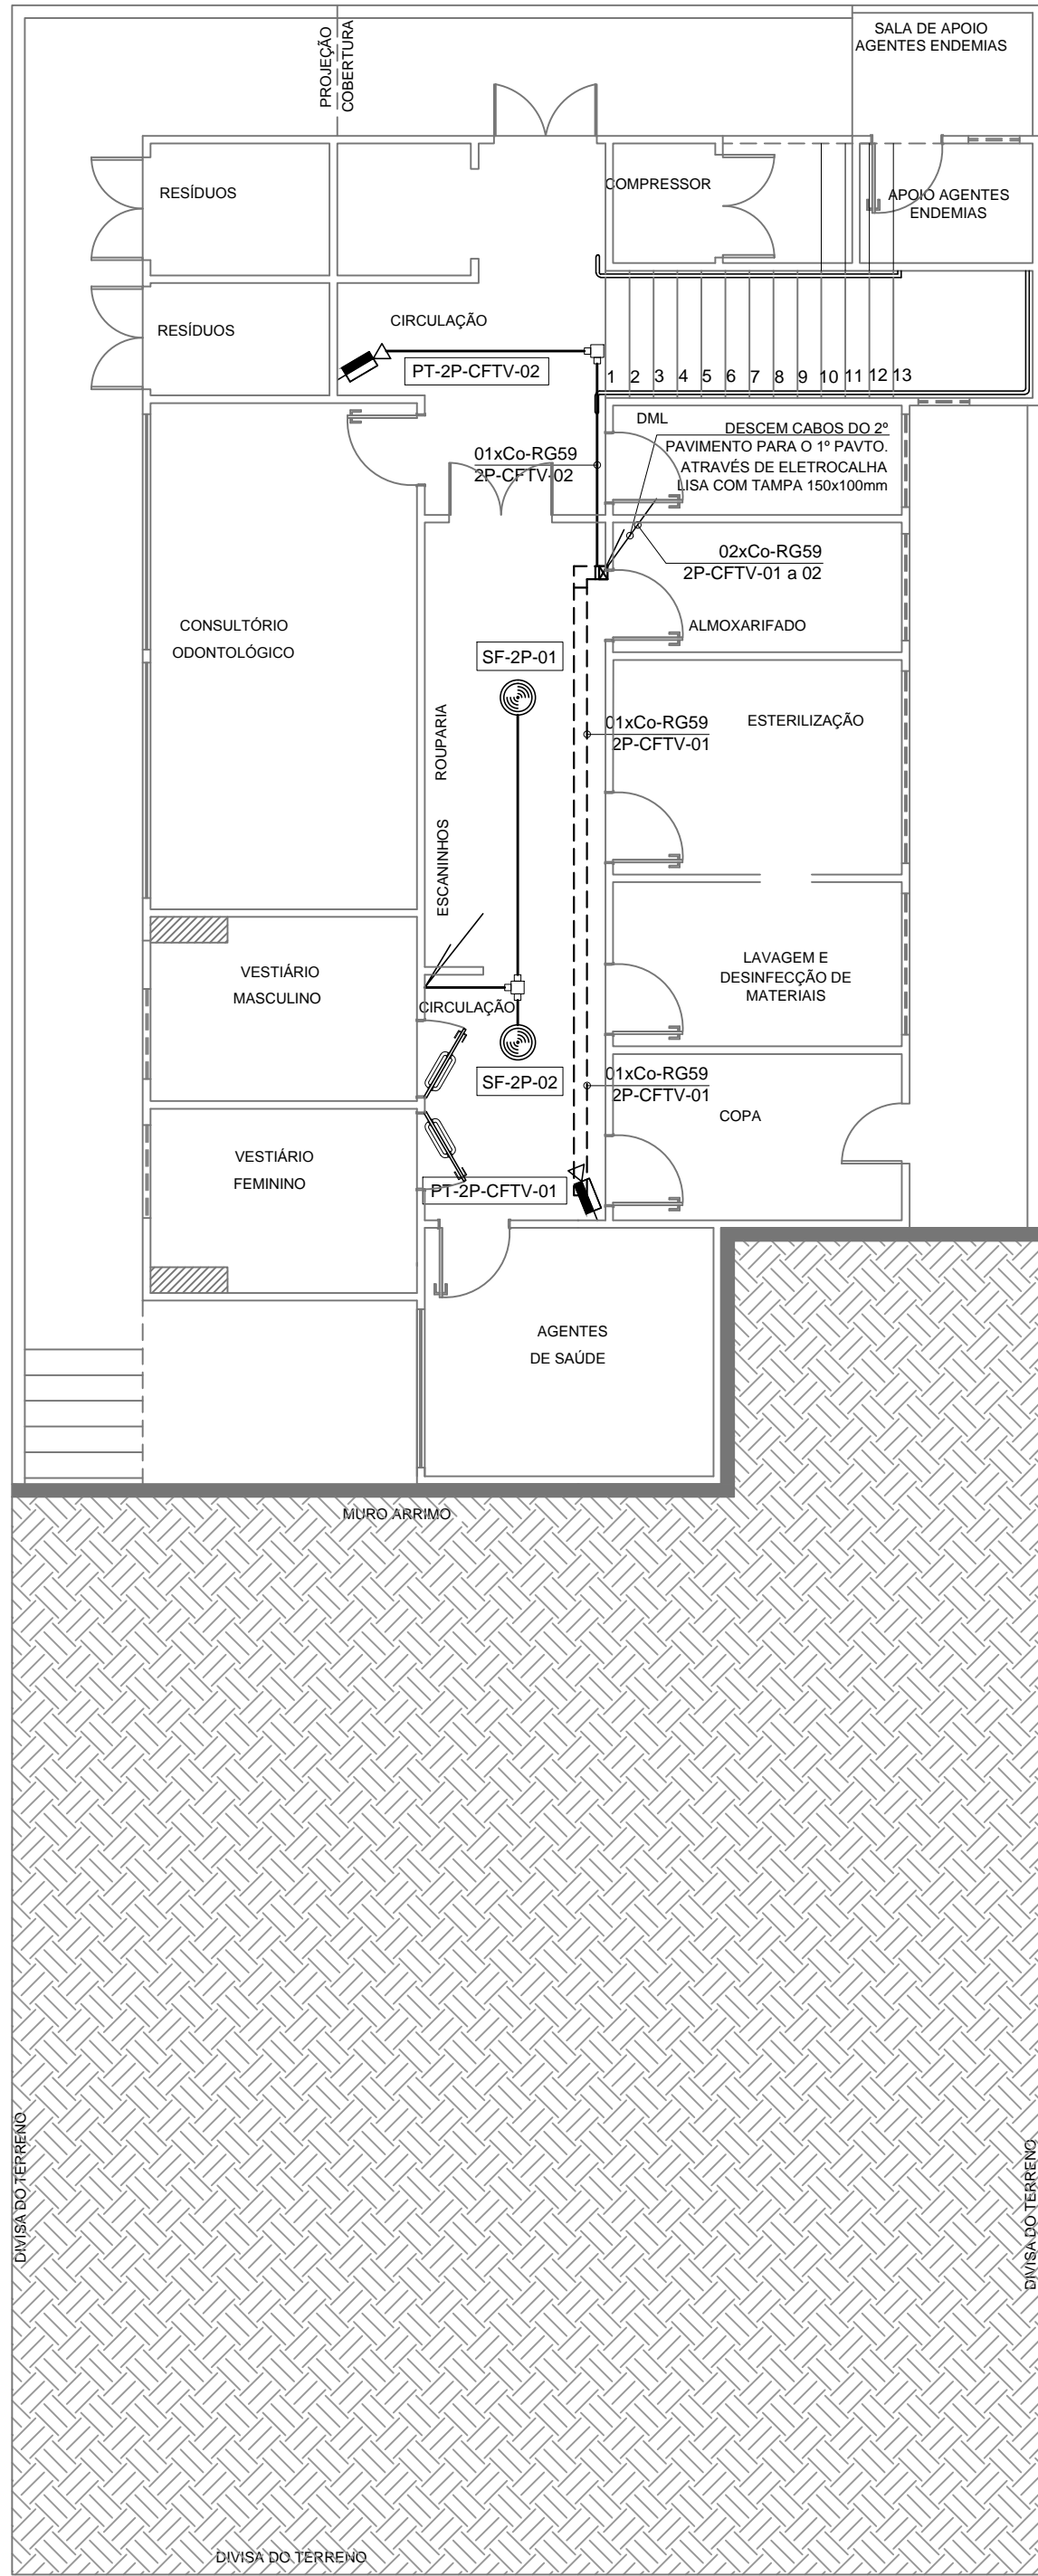 SALA DE APOIO
AGENTES ENDEMIAS
PROJEÇÃO
COBERTURA
RESÍDUOS
COMPRESSOR
APOIO AGENTES
ENDEMIAS
RESÍDUOS
CIRCULAÇÃO
PT-2P-CFTV-02
1 2 3 4 5 6 7 8 9 10 11 12 13
DML
DESCEM CABOS DO 2º
PAVIMENTO PARA O 1º PAVTO.
ATRAVÉS DE ELETROCALHA
LISA COM TAMPA 150x100mm
01xCo-RG59
2P-CFTV-02
02xCo-RG59
2P-CFTV-01 a 02
CONSULTÓRIO
ODONTOLÓGICO
ALMOXARIFADO
SF-2P-01
ROUPARIA
01xCo-RG59
2P-CFTV-01
ESTERILIZAÇÃO
ESCANINHOS
VESTIÁRIO
MASCULINO
LAVAGEM E
DESINFECÇÃO DE
MATERIAIS
CIRCULAÇÃO
SF-2P-02
01xCo-RG59
2P-CFTV-01
COPA
VESTIÁRIO
FEMININO
PT-2P-CFTV-01
AGENTES
DE SAÚDE
MURO ARRIMO
DIVISA DO TERRENO
DIVISA DO TERRENO
DIVISA DO TERRENO